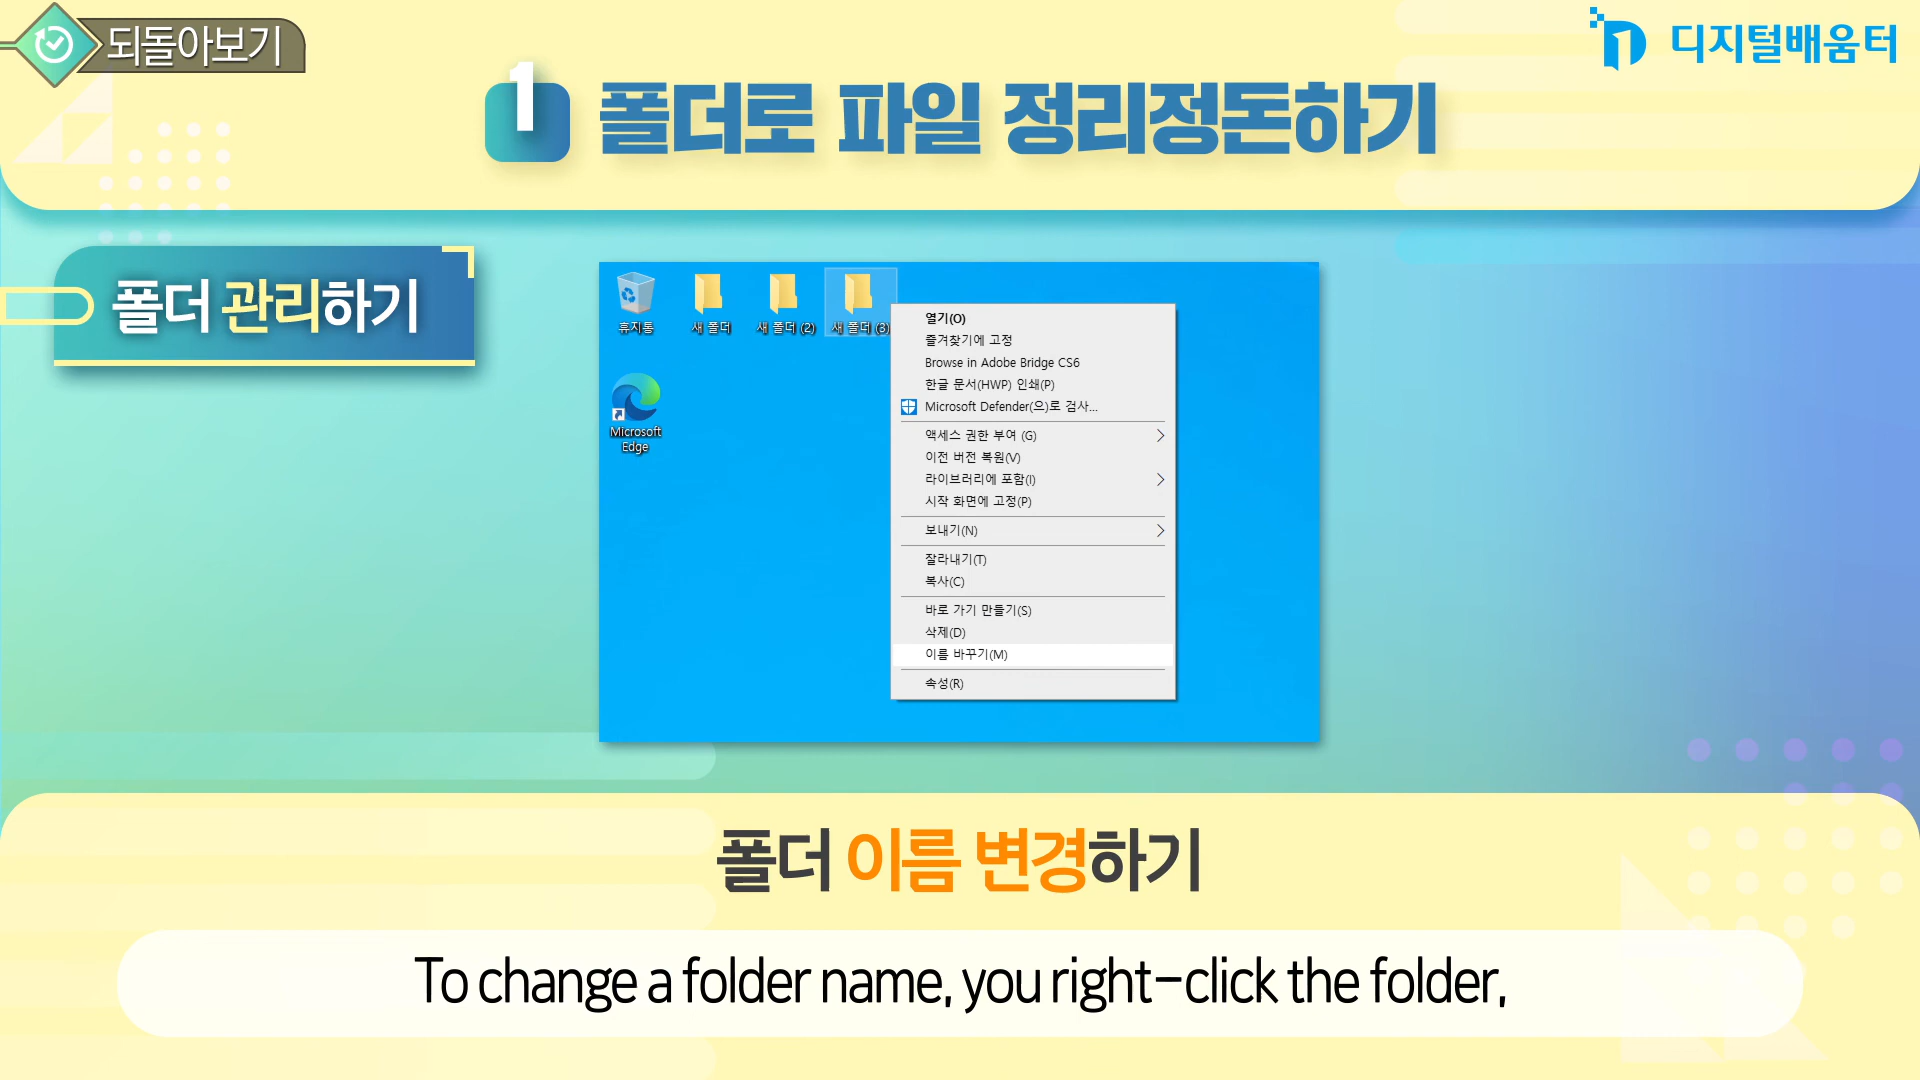 되돌아보기
디지털배움터
1 폴더로 파일 정리정돈하기
폴더 관리하기
휴지통
새 폴더
새 폴더 (2)
새 폴더 (3)
Microsoft
Edge
열기(O)
즐겨찾기에 고정
Browse in Adobe Bridge CS6
한글 문서(HWP) 인쇄(P)
Microsoft Defender(으)로 검사...
액세스 권한 부여 (G)
이전 버전 복원(V)
라이브러리에 포함(I)
시작 화면에 고정(P)
보내기(N)
잘라내기(T)
복사(C)
바로 가기 만들기(S)
삭제(D)
이름 바꾸기(M)
속성(R)
폴더 이름 변경하기
To change a folder name, you right-click the folder,